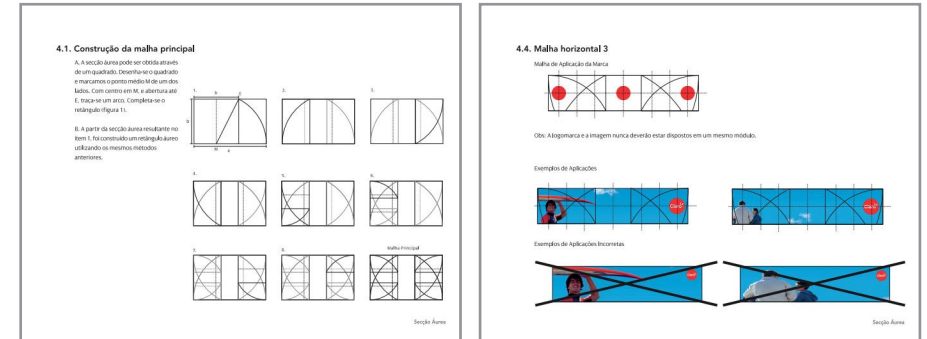 4.1. Construção da malha principal
A. A secção áurea pode ser obtida através
de um quadrado. Desenha-se o quadrado
e marcamos o ponto médio M de um dos
lados. Com centro em M, e abertura até
E, traça-se um arco. Completa-se o
retângulo (figura 1).
B. A partir da secção áurea resultante no
item 1, foi construído um retângulo áureo
utilizando os mesmos métodos
anteriores.
1.
2.
3.
b
E
M
a
4.
5.
6.
7.
8.
Malha Principal
Secção Áurea
4.4. Malha horizontal 3
Malha de Aplicação da Marca
Obs: A logomarca e a imagem nunca deverão estar dispostos em um mesmo módulo.
Exemplos de Aplicações
Claro
Claro
Exemplos de Aplicações Incorretas
Claro
Claro
Secção Áurea